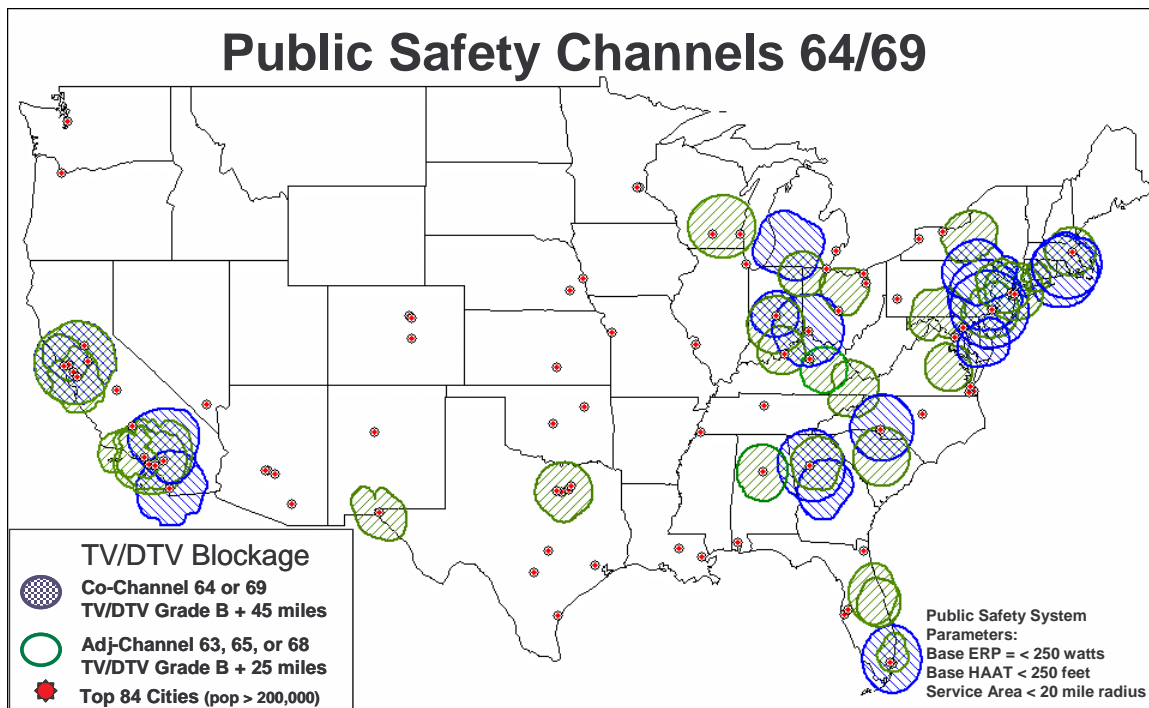 Public Safety Channels 64/69
TV/DTV Blockage
Co-Channel 64 or 69
TV/DTV Grade B + 45 miles
Adj-Channel 63, 65, or 68
TV/DTV Grade B + 25 miles
Top 84 Cities (pop > 200,000)
Public Safety System
Parameters:
Base ERP = < 250 watts
Base HAAT < 250 feet
Service Area < 20 mile radius